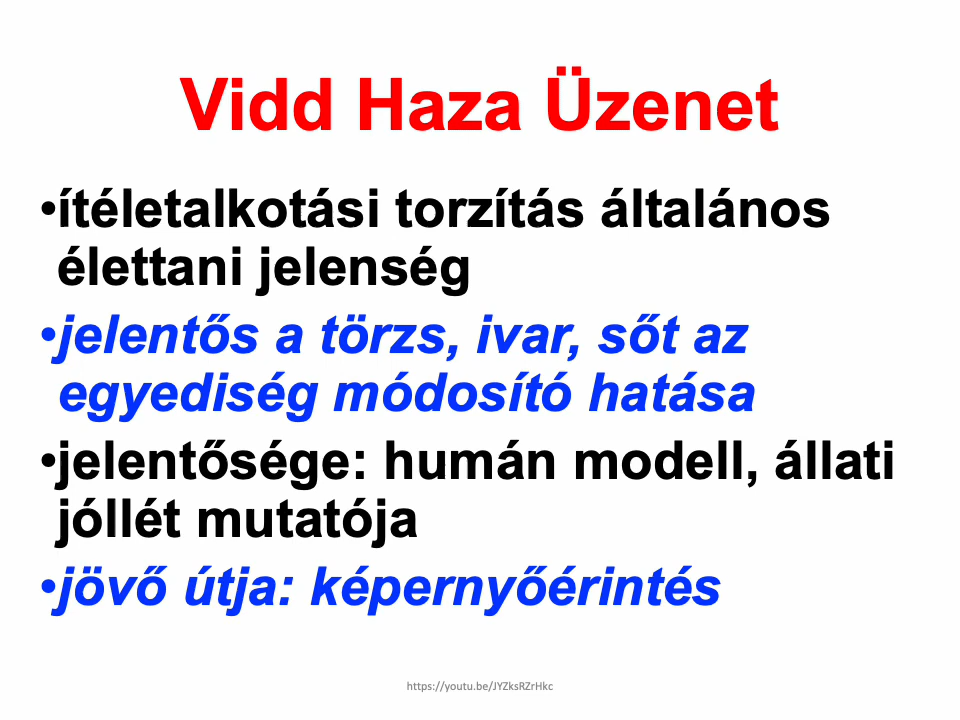 Vidd Haza Üzenet
•ítéletalkotási torzítás általános
élettani jelenség
•jelentős a törzs, ivar, sőt az
egyediség módosító hatása
•jelentősége: humán modell, állati
jóllét mutatója
•jövő útja: képernyőérintés
https://youtu.be/JYZksRZrHkc